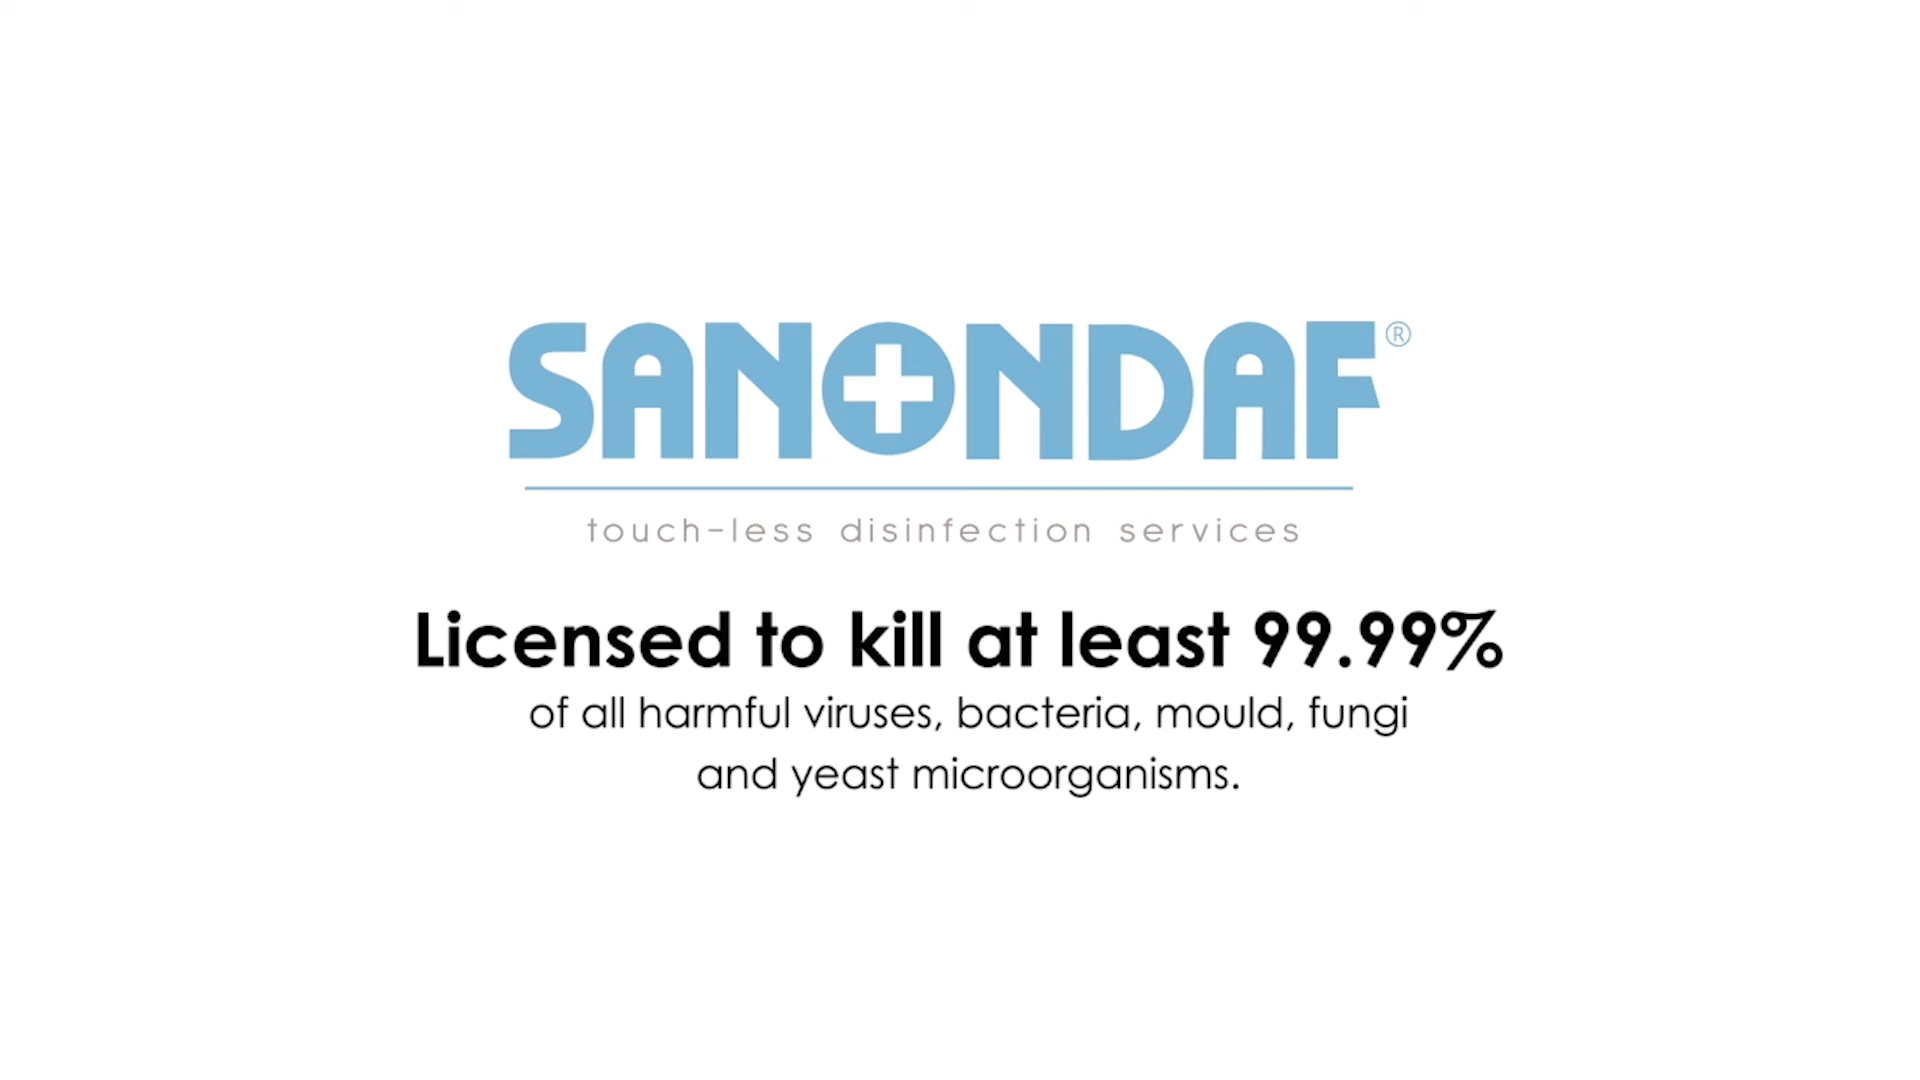 SANONDAF®
touch-less disinfection services
Licensed to kill at least 99.99%
of all harmful viruses, bacteria, mould, fungi
and yeast microorganisms.